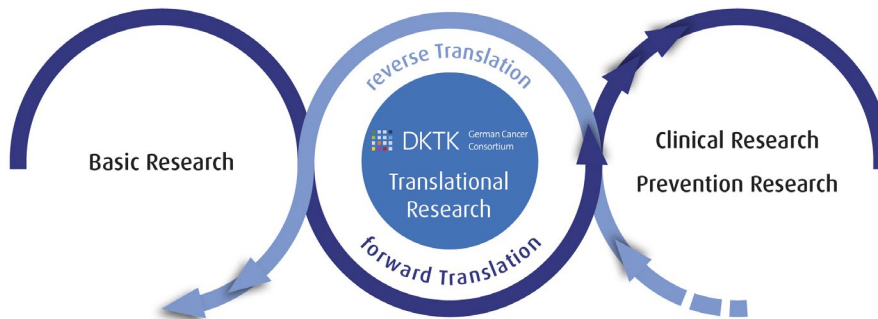 Basic Research
reverse Translation
DKTK German Cancer
Consortium
Translational
Research
forward Translation
Clinical Research
Prevention Research